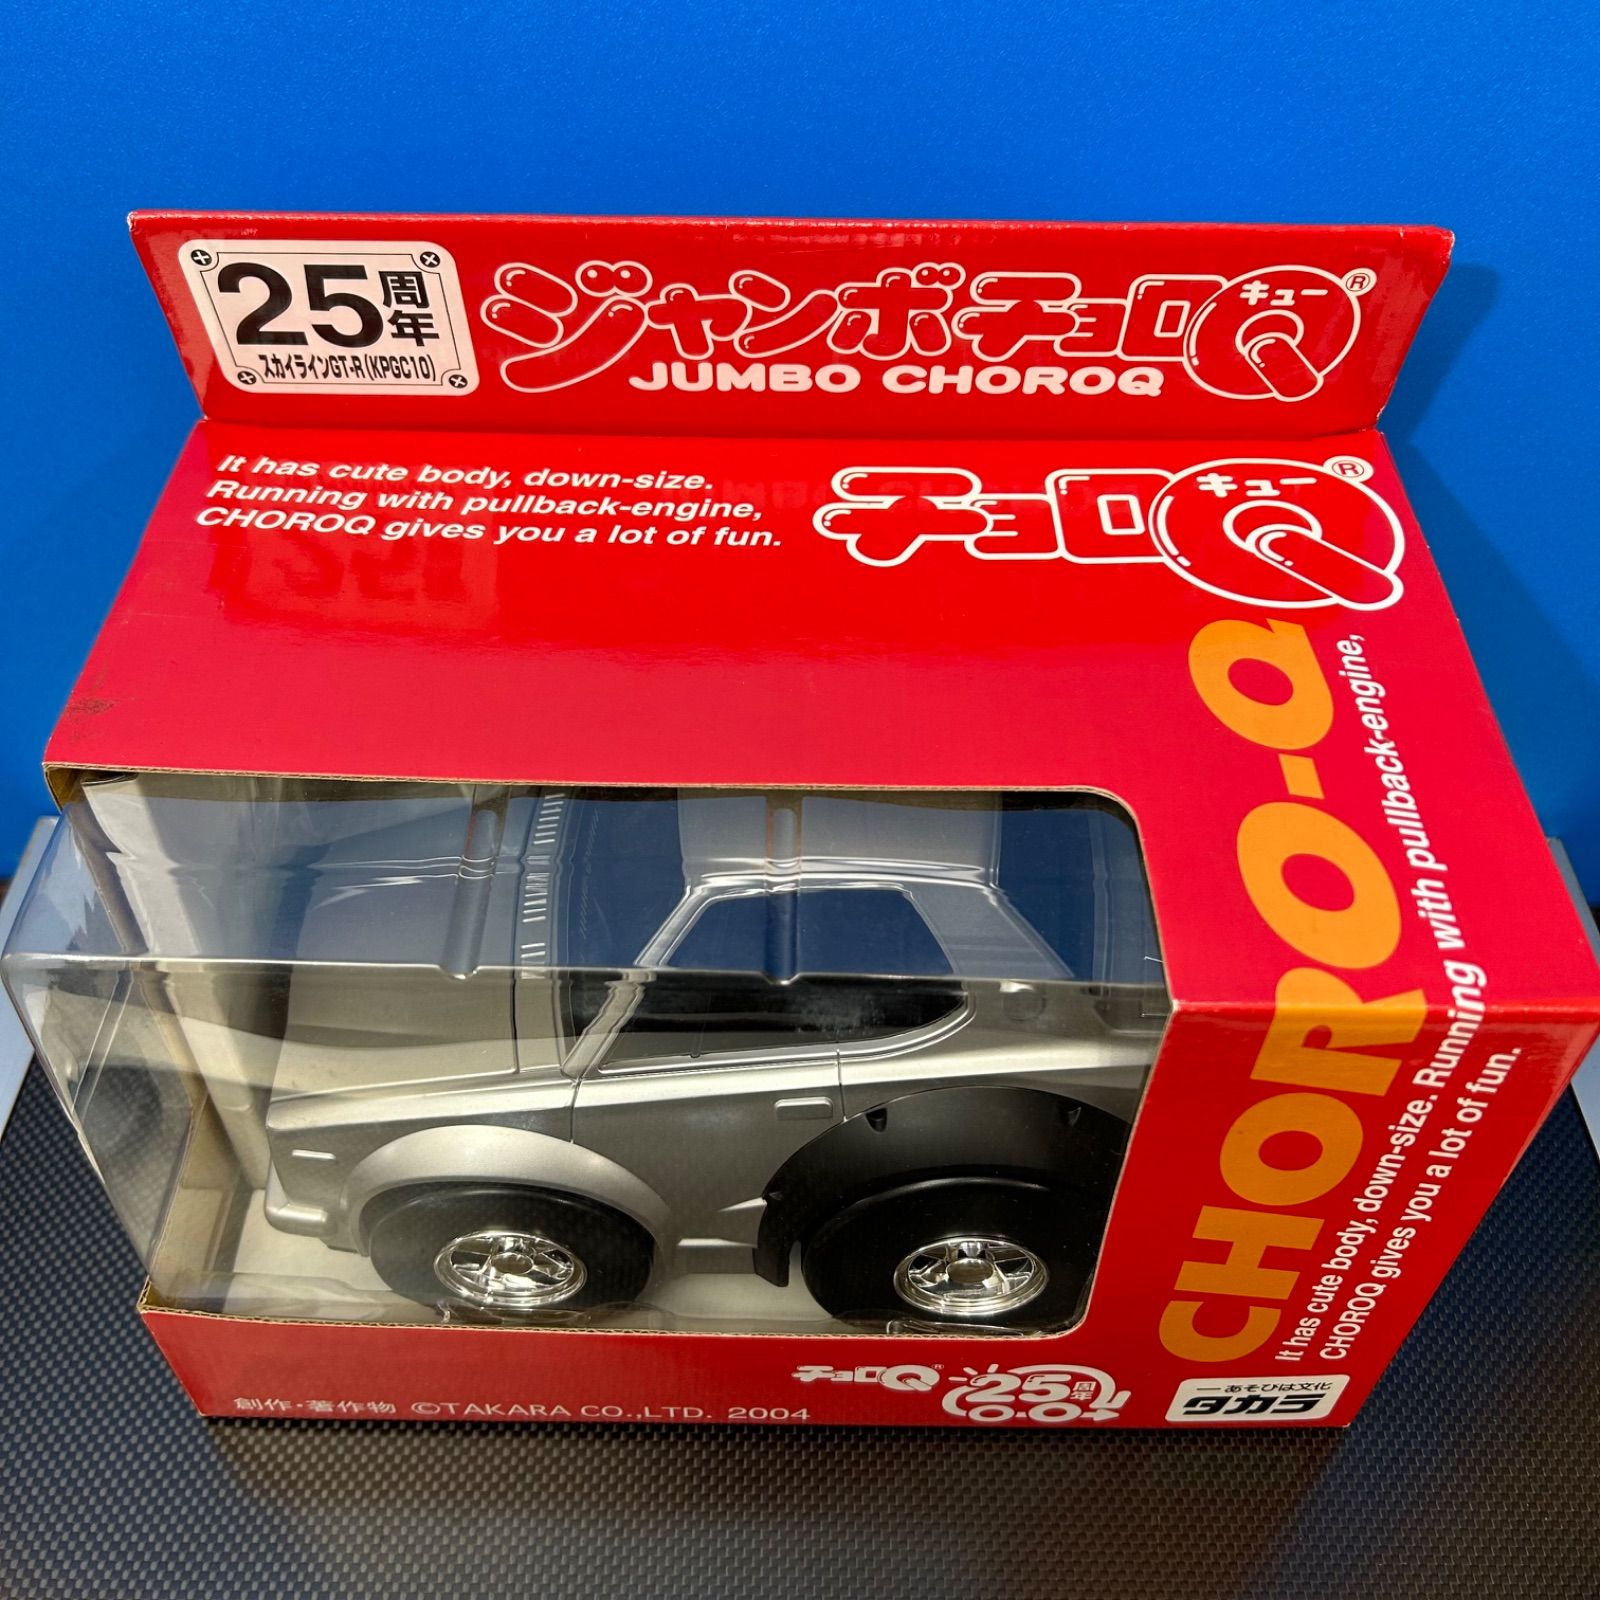 25周年
スカイラインGT-R(KPGC10)
ジャンボチョロQ
キュー
®
JUMBO CHOROQ
It has cute body, down-size.
Running with pullback-engine,
CHOROQ gives you a lot of fun.
チョロQ
キュー
®
CHORO-Q
It has cute body, down-size. Running with pullback-engine,
CHOROQ gives you a lot of fun.
チョロQ®
25周年
創作・著作物 ©TAKARA CO.,LTD. 2004
あそびは文化
タカラ